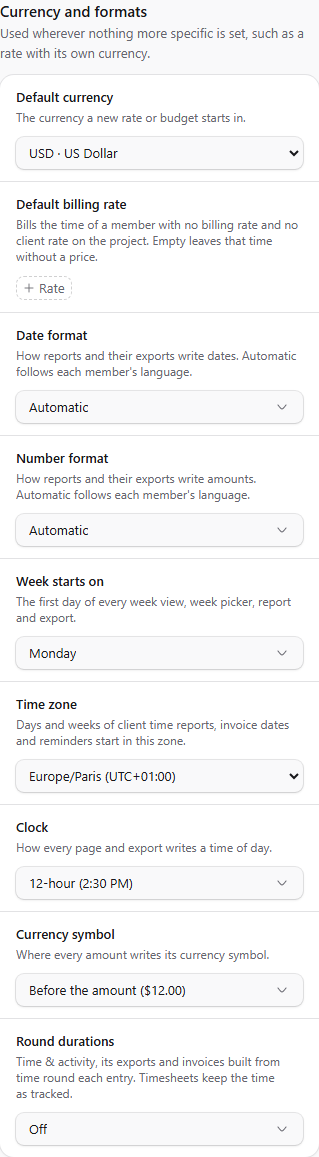 Currency and formats
Used wherever nothing more specific is set, such as a
rate with its own currency.
Default currency
The currency a new rate or budget starts in.
USD · US Dollar
Default billing rate
Bills the time of a member with no billing rate and no
client rate on the project. Empty leaves that time
without a price.
+ Rate
Date format
How reports and their exports write dates. Automatic
follows each member's language.
Automatic
Number format
How reports and their exports write amounts.
Automatic follows each member's language.
Automatic
Week starts on
The first day of every week view, week picker, report
and export.
Monday
Time zone
Days and weeks of client time reports, invoice dates
and reminders start in this zone.
Europe/Paris (UTC+01:00)
Clock
How every page and export writes a time of day.
12-hour (2:30 PM)
Currency symbol
Where every amount writes its currency symbol.
Before the amount ($12.00)
Round durations
Time & activity, its exports and invoices built from
time round each entry. Timesheets keep the time
as tracked.
Off